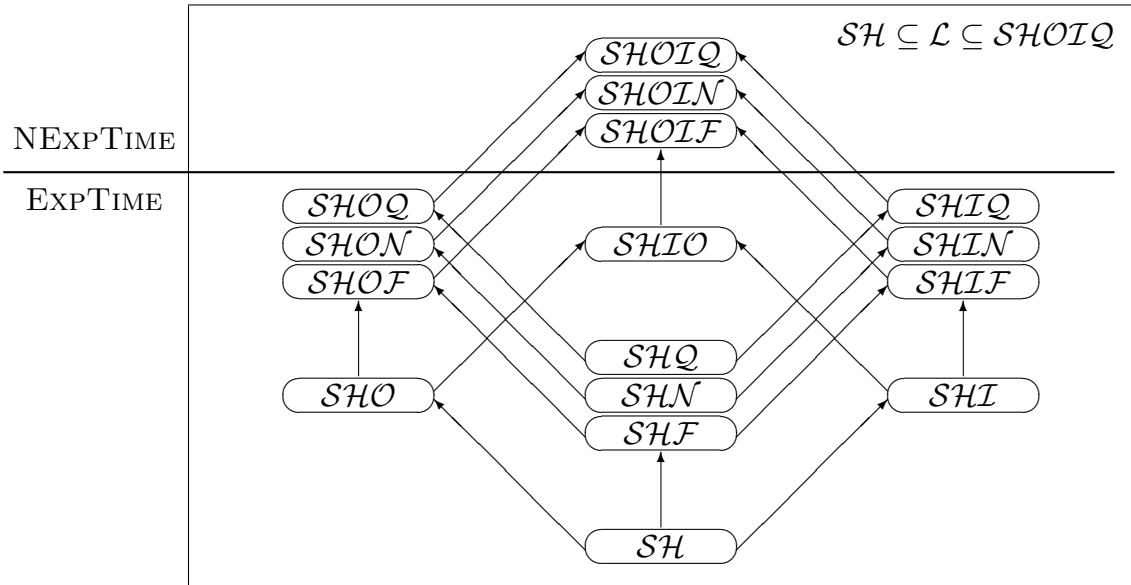 𝒮ℋ ⊆ ℒ ⊆ 𝒮ℋ𝒪ℐ𝒬
𝒮ℋ𝒪ℐ𝒬
𝒮ℋ𝒪ℐ𝒩
𝒮ℋ𝒪ℐℱ
NExpTime
ExpTime
𝒮ℋ𝒪𝒬
𝒮ℋ𝒪𝒩
𝒮ℋ𝒪ℱ
𝒮ℋℐ𝒪
𝒮ℋℐ𝒬
𝒮ℋℐ𝒩
𝒮ℋℐℱ
𝒮ℋ𝒬
𝒮ℋ𝒩
𝒮ℋℱ
𝒮ℋ𝒪
𝒮ℋℐ
𝒮ℋ